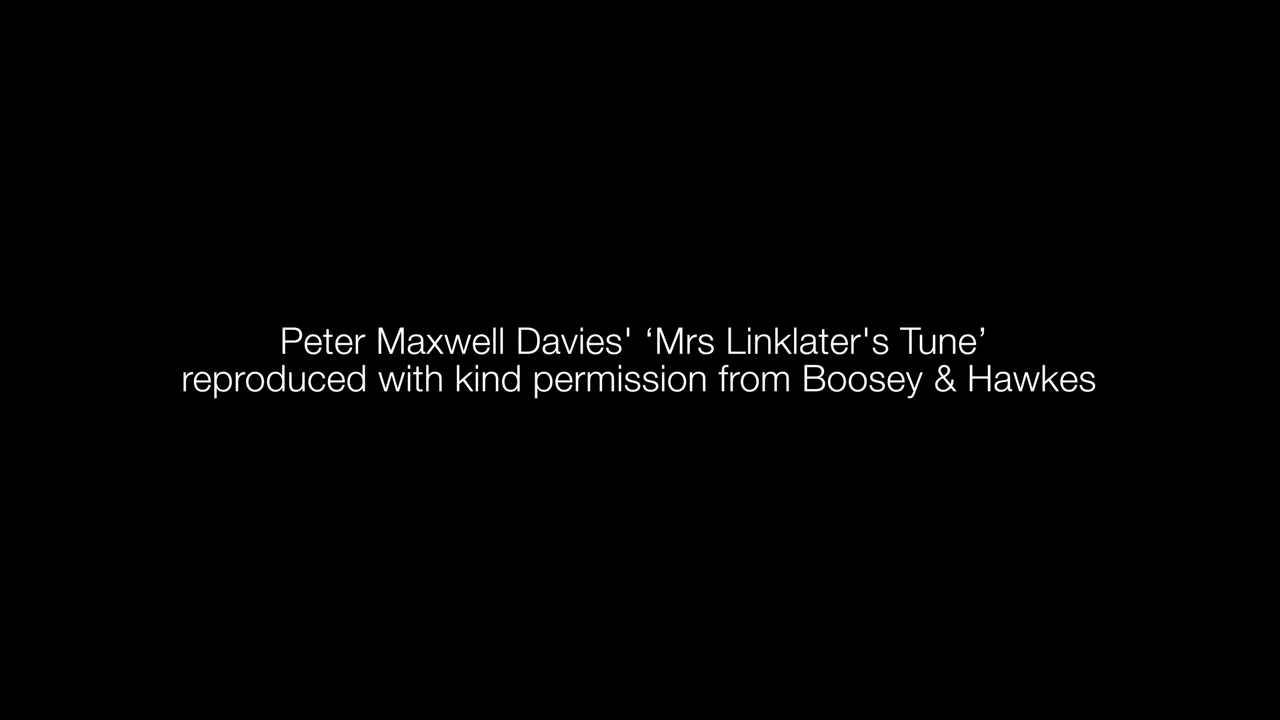 Peter Maxwell Davies' ‘Mrs Linklater's Tune’
reproduced with kind permission from Boosey & Hawkes